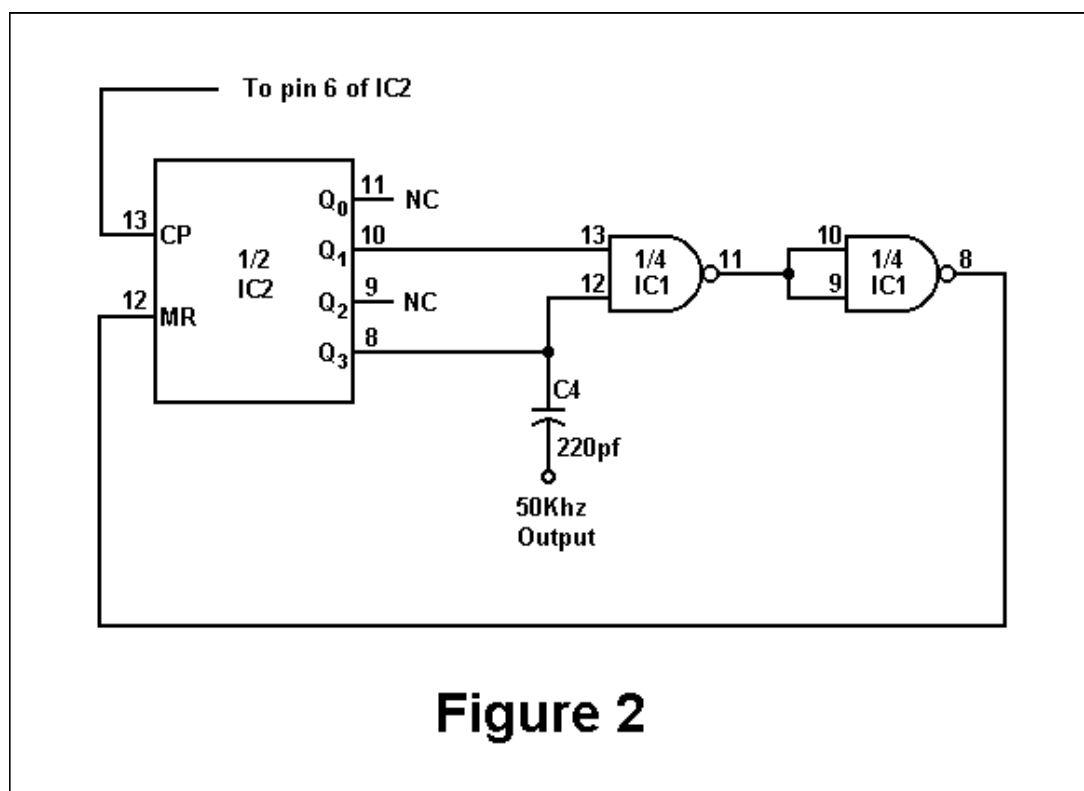 To pin 6 of IC2
13
CP
12
MR
1/2
IC2
Q0
11
NC
Q1
10
Q2
9
NC
Q3
8
13
12
1/4
IC1
11
10
9
1/4
IC1
8
C4
220pf
50Khz
Output
Figure 2